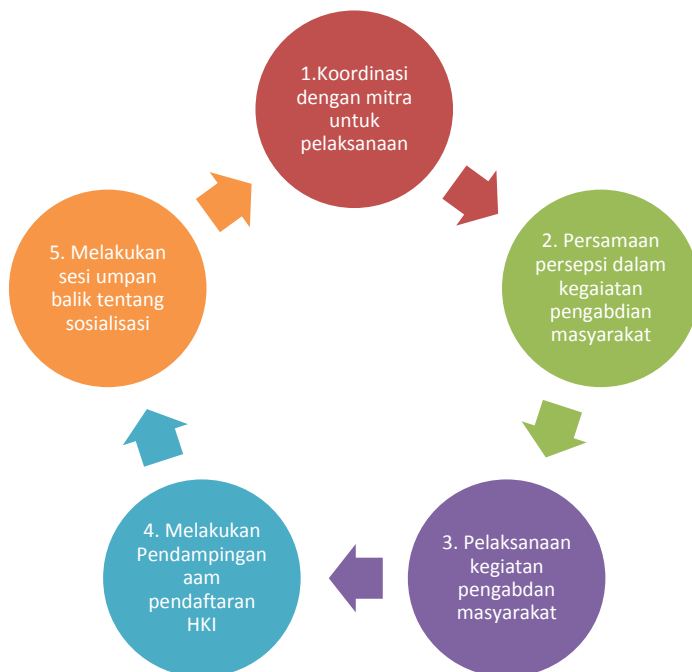 1.Koordinasi
dengan mitra
untuk
pelaksanaan
2. Persamaan
persepsi dalam
kegaiatan
pengabdian
masyarakat
3. Pelaksanaan
kegiatan
pengabdan
masyarakat
4. Melakukan
Pendampingan
aam
pendaftaran
HKI
5. Melakukan
sesi umpan
balik tentang
sosialisasi